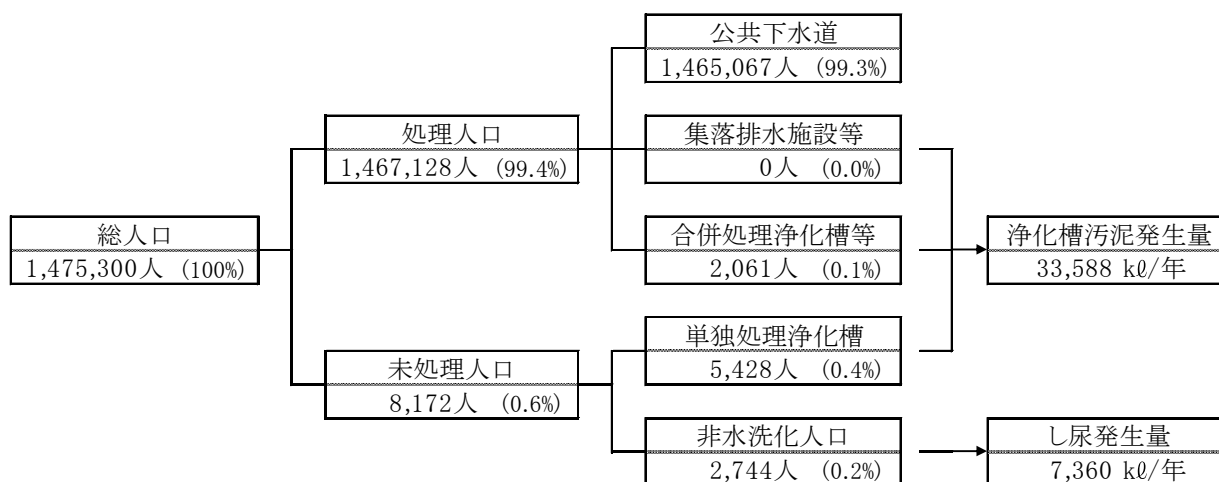 公共下水道
1,465,067人 (99.3%)
処理人口
1,467,128人 (99.4%)
集落排水施設等
0人 (0.0%)
総人口
1,475,300人 (100%)
合併処理浄化槽等
2,061人 (0.1%)
浄化槽汚泥発生量
33,588 kℓ/年
未処理人口
8,172人 (0.6%)
単独処理浄化槽
5,428人 (0.4%)
非水洗化人口
2,744人 (0.2%)
し尿発生量
7,360 kℓ/年